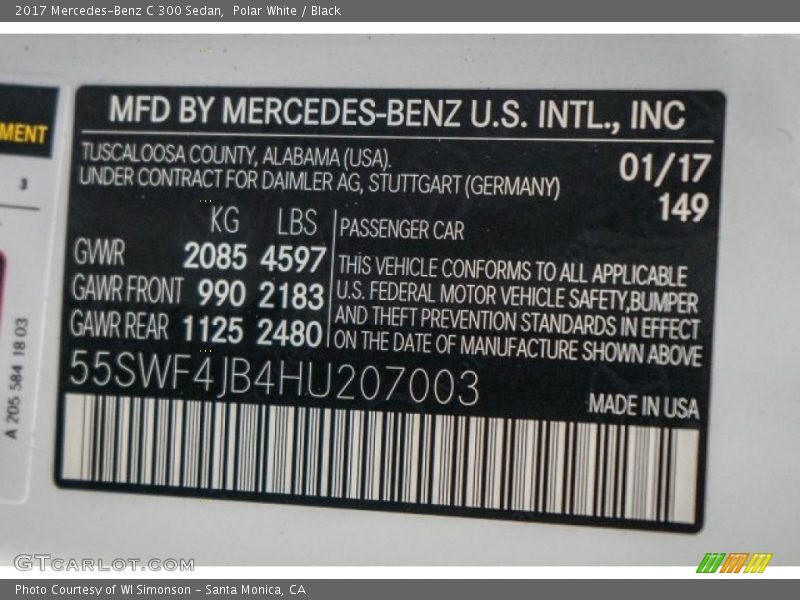 2017 Mercedes-Benz C 300 Sedan, Polar White / Black
MENT
3
A 205 584 18 03
MFD BY MERCEDES-BENZ U.S. INTL., INC
TUSCALOOSA COUNTY, ALABAMA (USA).
UNDER CONTRACT FOR DAIMLER AG, STUTTGART (GERMANY)
01/17
149
KG LBS
GVWR 2085 4597
GAWR FRONT 990 2183
GAWR REAR 1125 2480
PASSENGER CAR
THIS VEHICLE CONFORMS TO ALL APPLICABLE
U.S. FEDERAL MOTOR VEHICLE SAFETY,BUMPER
AND THEFT PREVENTION STANDARDS IN EFFECT
ON THE DATE OF MANUFACTURE SHOWN ABOVE
55SWF4JB4HU207003
MADE IN USA
GTcarlot.com
Photo Courtesy of WI Simonson - Santa Monica, CA